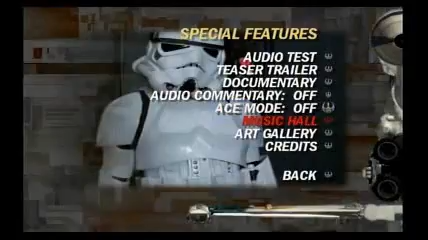 SPECIAL FEATURES
AUDIO TEST
TEASER TRAILER
DOCUMENTARY
AUDIO COMMENTARY: OFF
ACE MODE: OFF
MUSIC HALL
ART GALLERY
CREDITS
BACK